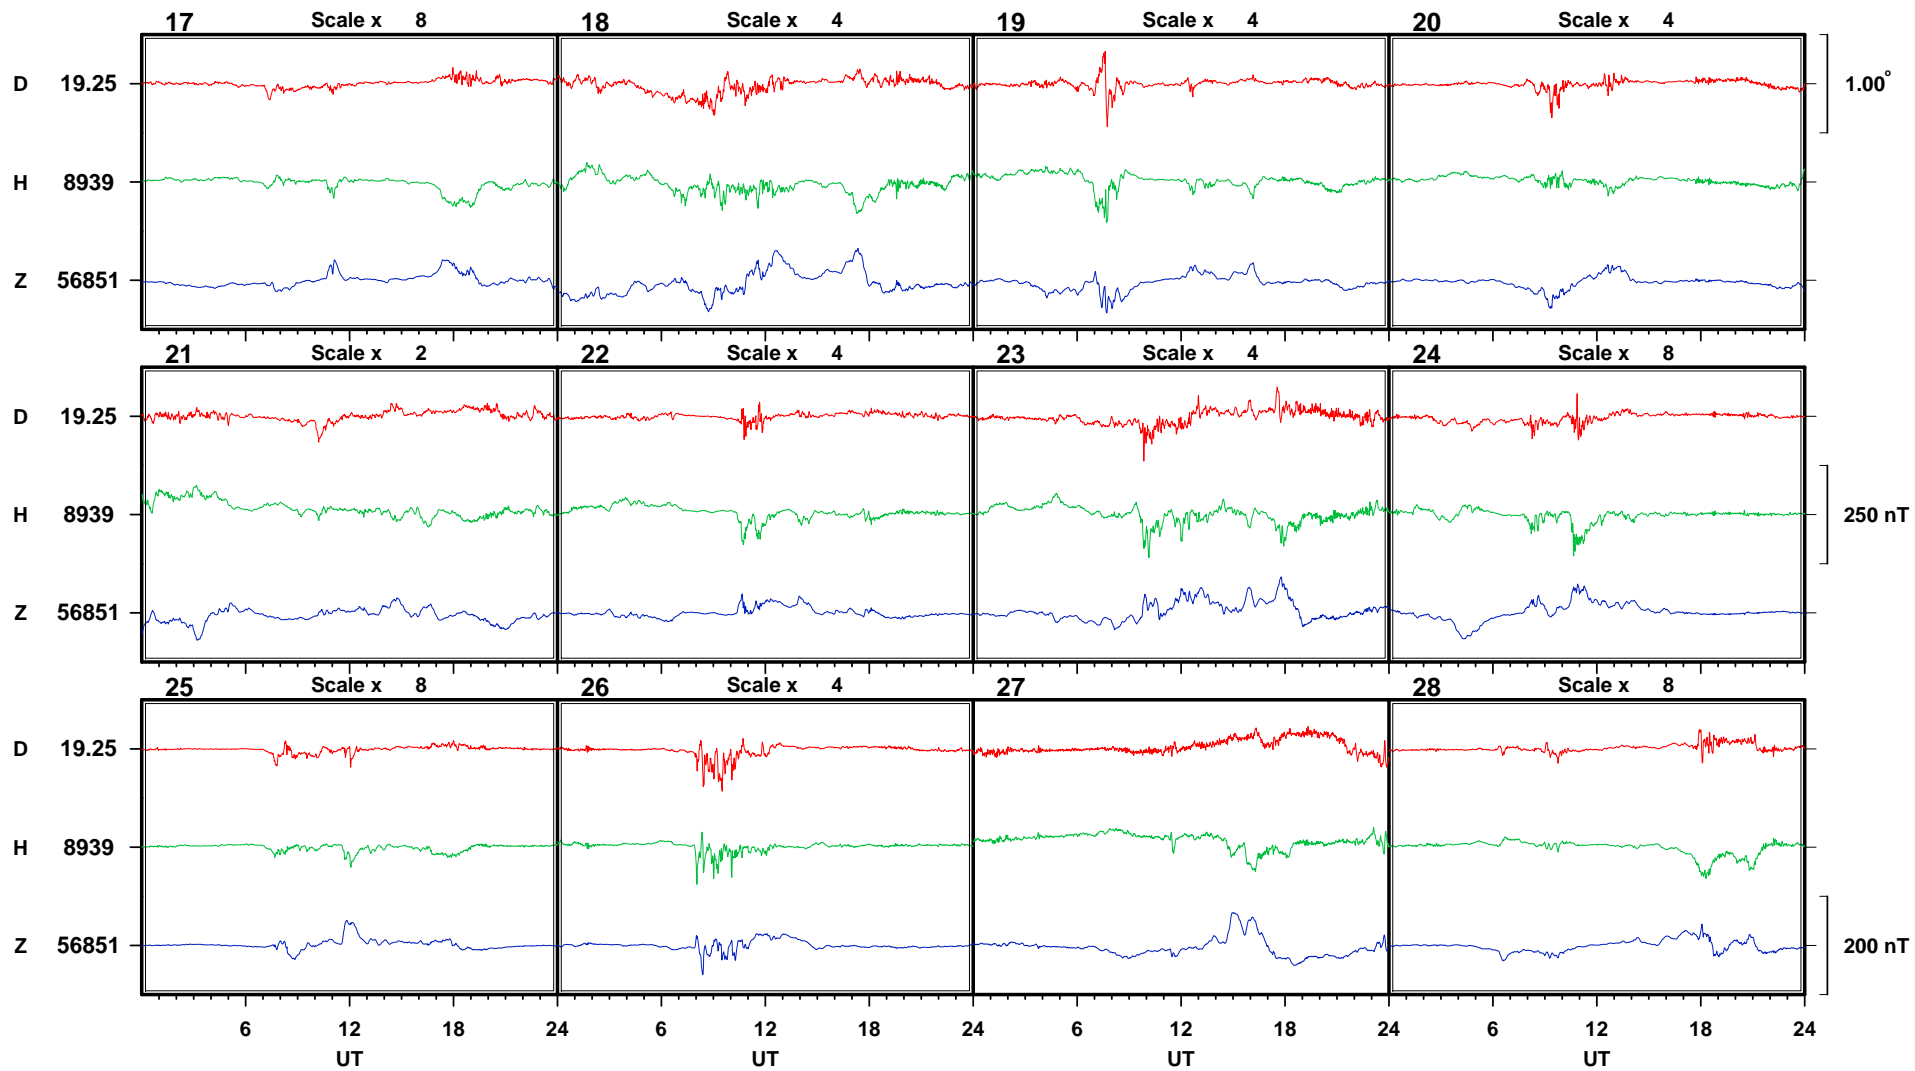 17 Scale x 8 18 Scale x 4 19 Scale x 4 20 Scale x 4
D 19.25 1.00°
H 8939
Z 56851
21 Scale x 2 22 Scale x 4 23 Scale x 4 24 Scale x 8
D 19.25
H 8939 250 nT
Z 56851
25 Scale x 8 26 Scale x 4 27 28 Scale x 8
D 19.25
H 8939
Z 56851 200 nT
6 12 18 24 6 12 18 24 6 12 18 24 6 12 18 24
UT UT UT UT